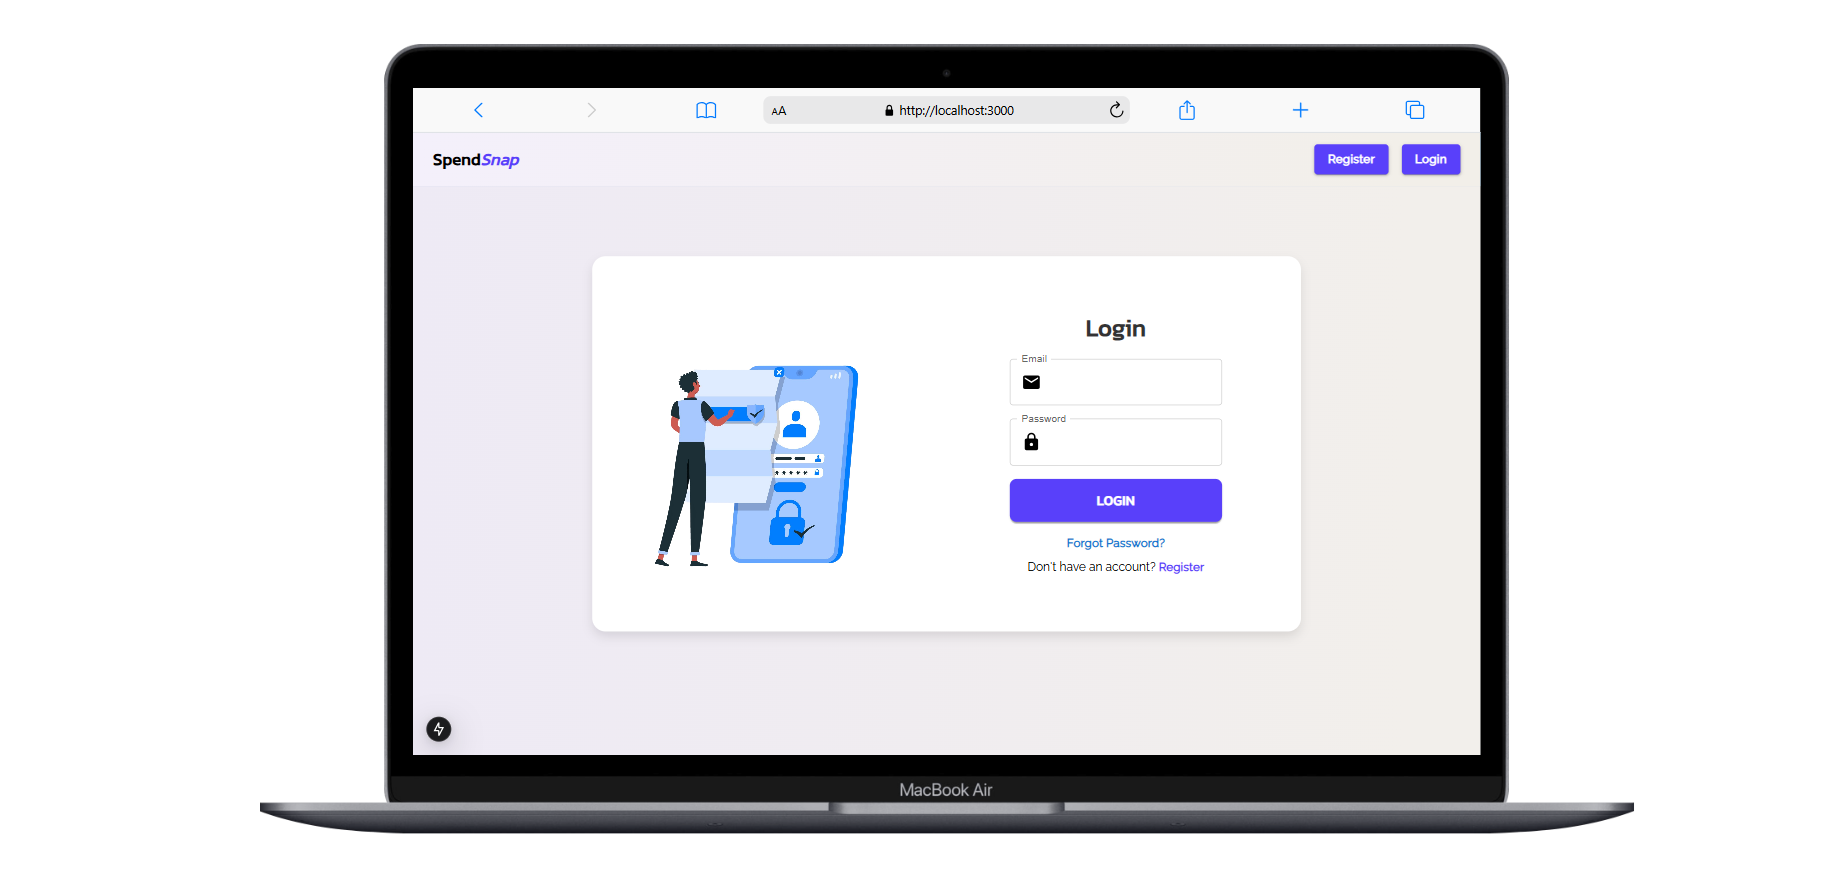 AA http://localhost:3000
SpendSnap Register Login
Login
Email
Password
LOGIN
Forgot Password?
Don't have an account? Register
MacBook Air